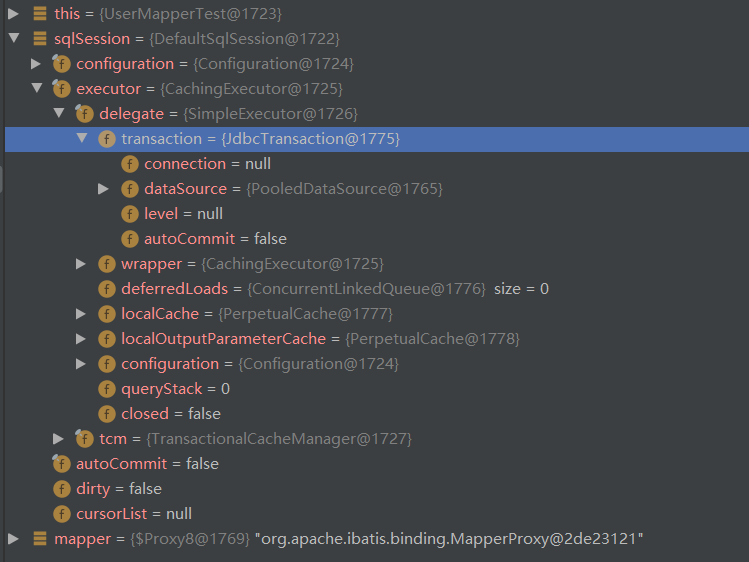 this = {UserMapperTest@1723}
sqlSession = {DefaultSqlSession@1722}
configuration = {Configuration@1724}
executor = {CachingExecutor@1725}
delegate = {SimpleExecutor@1726}
transaction = {JdbcTransaction@1775}
connection = null
dataSource = {PooledDataSource@1765}
level = null
autoCommit = false
wrapper = {CachingExecutor@1725}
deferredLoads = {ConcurrentLinkedQueue@1776} size = 0
localCache = {PerpetualCache@1777}
localOutputParameterCache = {PerpetualCache@1778}
configuration = {Configuration@1724}
queryStack = 0
closed = false
tcm = {TransactionalCacheManager@1727}
autoCommit = false
dirty = false
cursorList = null
mapper = {$Proxy8@1769} "org.apache.ibatis.binding.MapperProxy@2de23121"